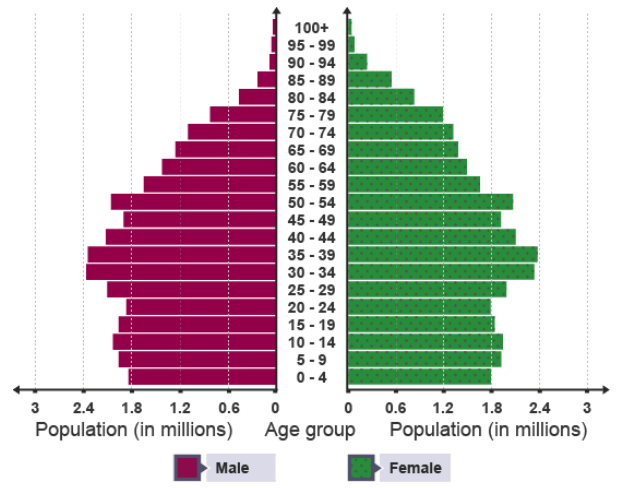 100+
95 - 99
90 - 94
85 - 89
80 - 84
75 - 79
70 - 74
65 - 69
60 - 64
55 - 59
50 - 54
45 - 49
40 - 44
35 - 39
30 - 34
25 - 29
20 - 24
15 - 19
10 - 14
5 - 9
0 - 4
3 2.4 1.8 1.2 0.6 0 0 0.6 1.2 1.8 2.4 3
Population (in millions) Age group Population (in millions)
Male Female